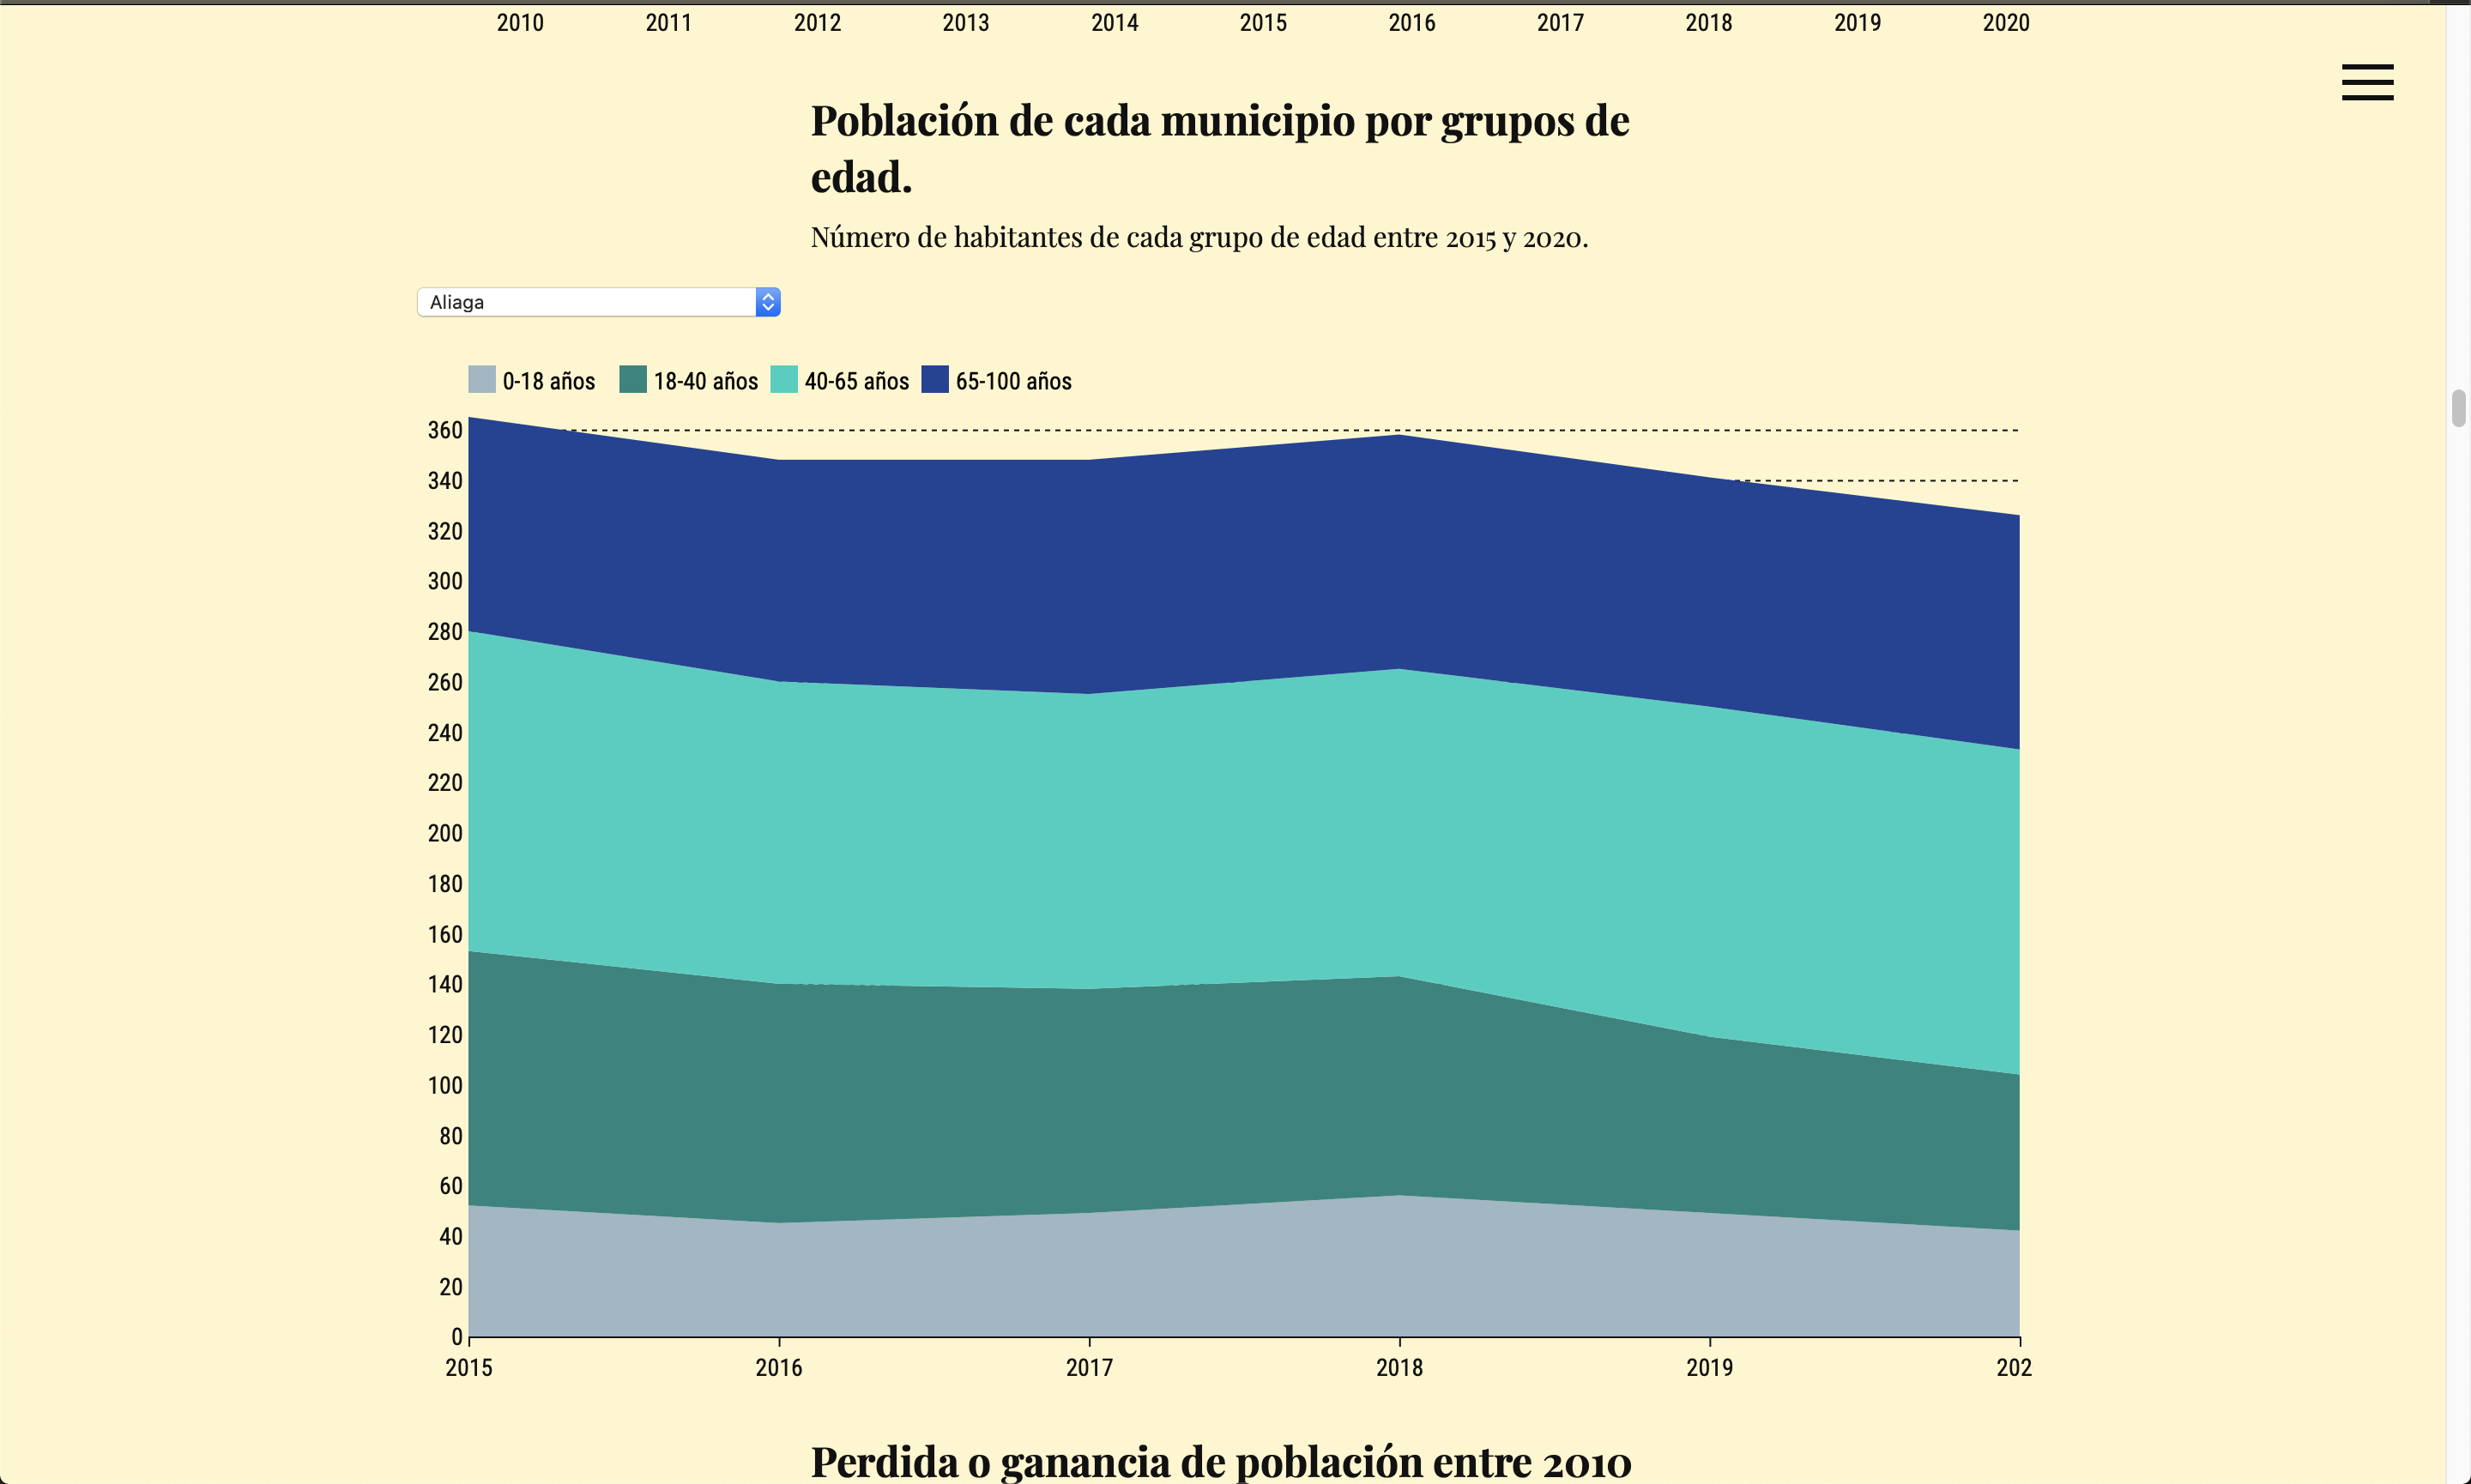 2010 2011 2012 2013 2014 2015 2016 2017 2018 2019 2020
Población de cada municipio por grupos de
edad.
Número de habitantes de cada grupo de edad entre 2015 y 2020.
Aliaga
0-18 años 18-40 años 40-65 años 65-100 años
360
340
320
300
280
260
240
220
200
180
160
140
120
100
80
60
40
20
0
2015 2016 2017 2018 2019 202
Perdida o ganancia de población entre 2010